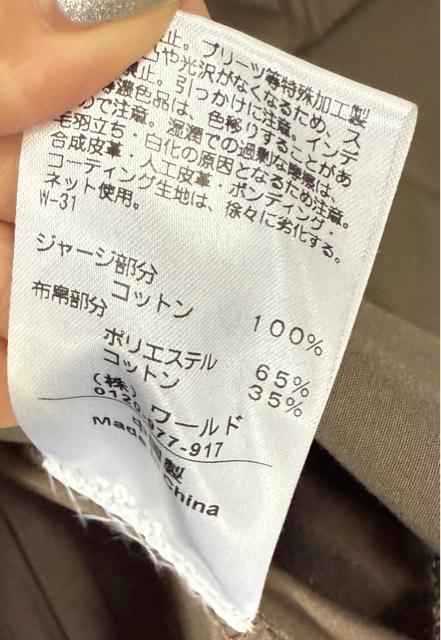 止。プリーツ等特殊加工製
や光沢がなくなるため、ス
止。引っかけに注意。インデ
濃色品は、色移りすることがあ
ので注意。湿潤での過剰な摩擦は、
毛羽立ち・白化の原因となるため注意。
合成皮革・人工皮革・ボンディング・
コーティング生地は、徐々に劣化する。
ネット使用。
W-31
ジャージ部分
コットン 100%
布帛部分
ポリエステル 65%
コットン 35%
(株)ワールド
0120-977-917
製
Made China